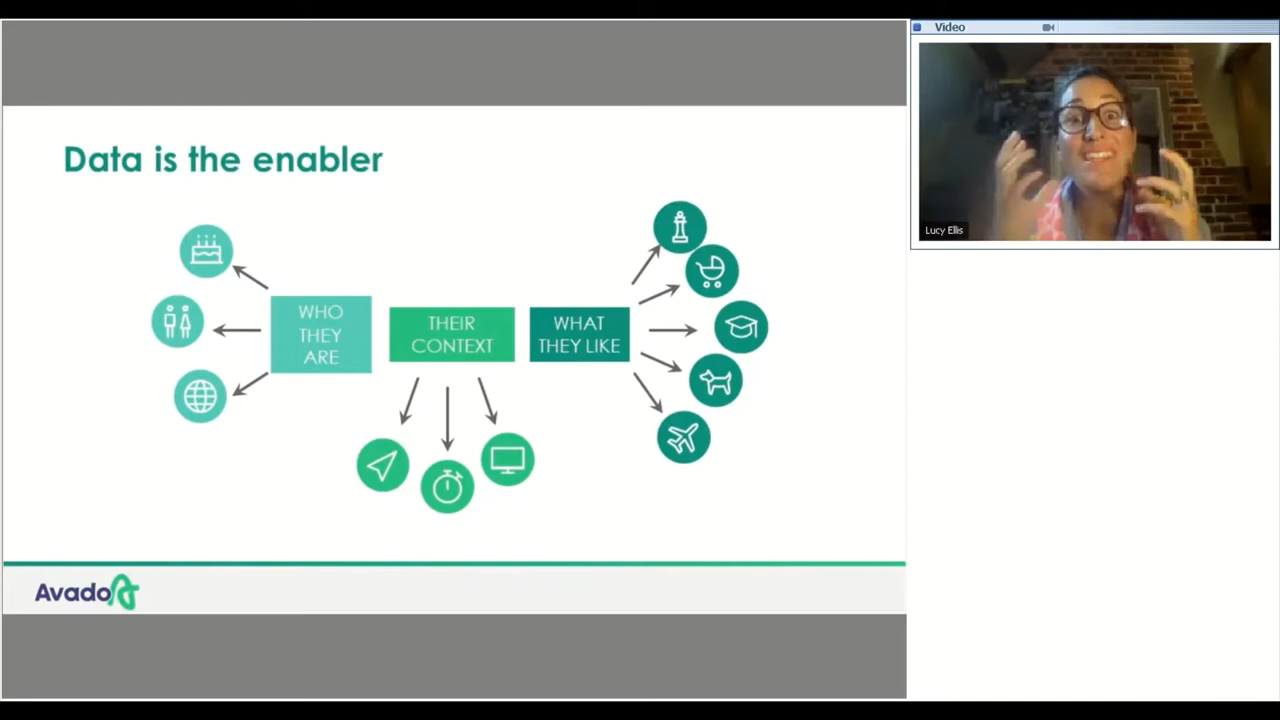 Video
Data is the enabler
WHO
THEY
ARE
THEIR
CONTEXT
WHAT
THEY LIKE
Lucy Ellis
Avado